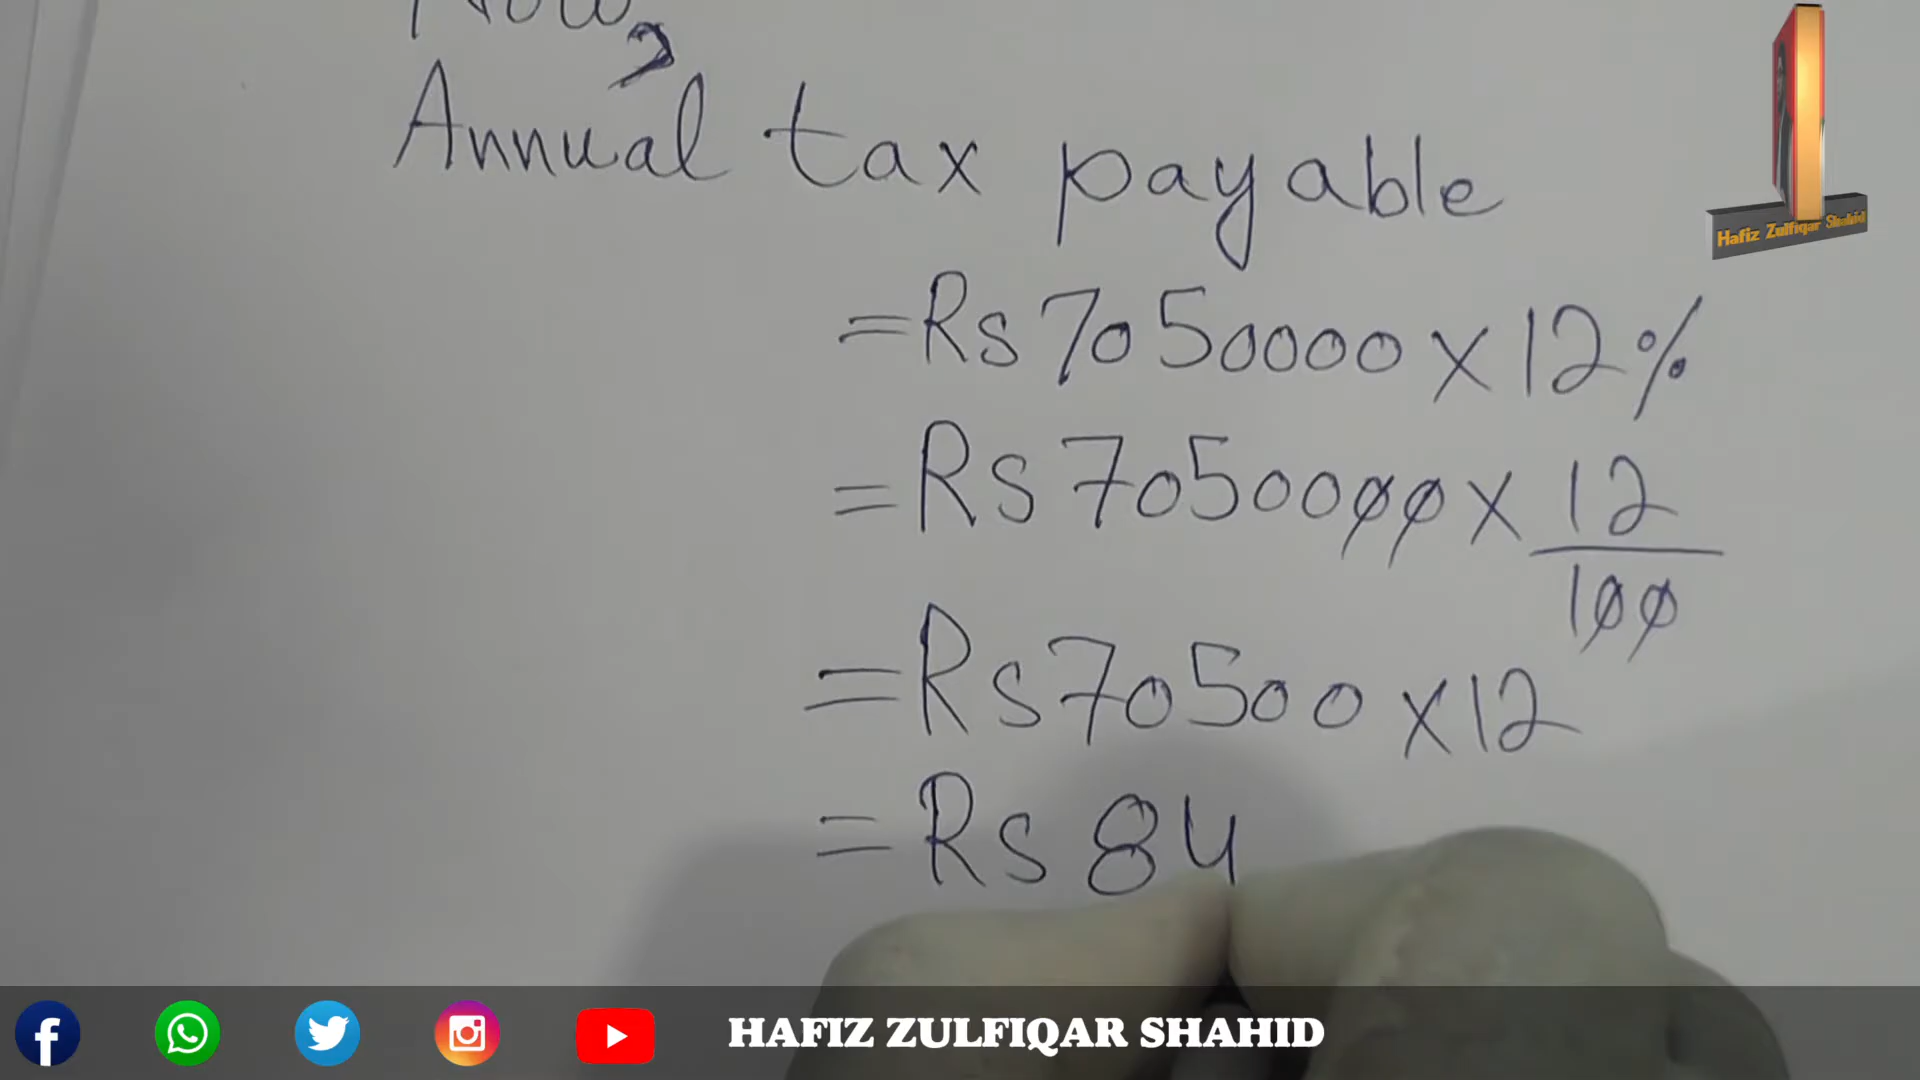 Now,
Annual tax payable
Hafiz Zulfiqar Shahid
=Rs 7050000 x 12%
=Rs 7050000 x 12/100
=Rs 70500 x 12
=Rs 84
HAFIZ ZULFIQAR SHAHID